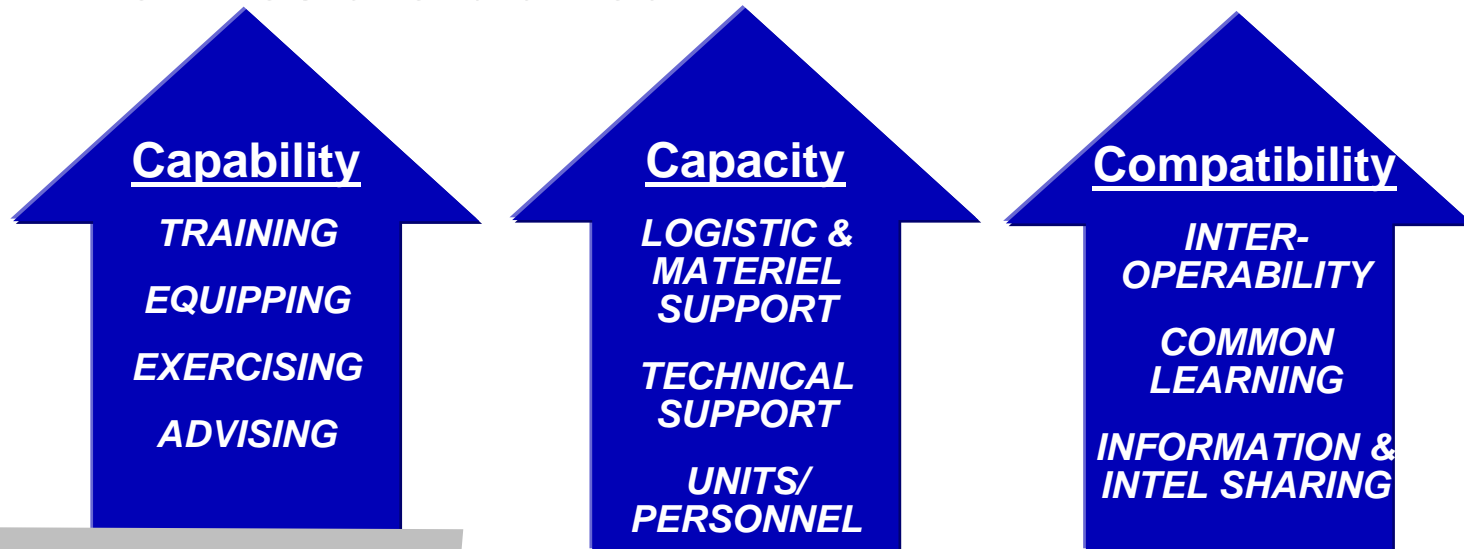 Capability
TRAINING
EQUIPPING
EXERCISING
ADVISING
Capacity
LOGISTIC &
MATERIEL
SUPPORT
TECHNICAL
SUPPORT
UNITS/
PERSONNEL
Compatibility
INTER-
OPERABILITY
COMMON
LEARNING
INFORMATION &
INTEL SHARING